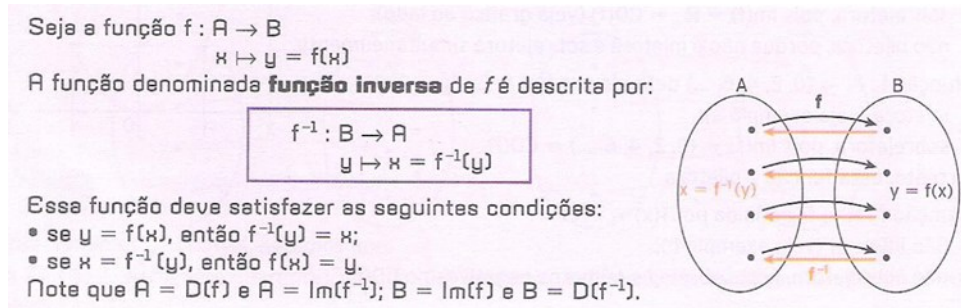 Seja a função f : A → B
x ↦ y = f(x)
A função denominada função inversa de f é descrita por:
f⁻¹ : B → A
y ↦ x = f⁻¹(y)
Essa função deve satisfazer as seguintes condições:
• se y = f(x), então f⁻¹(y) = x;
• se x = f⁻¹ (y), então f(x) = y.
Note que A = D(f) e A = Im(f⁻¹); B = Im(f) e B = D(f⁻¹).
A
f
B
x = f⁻¹(y)
y = f(x)
f⁻¹